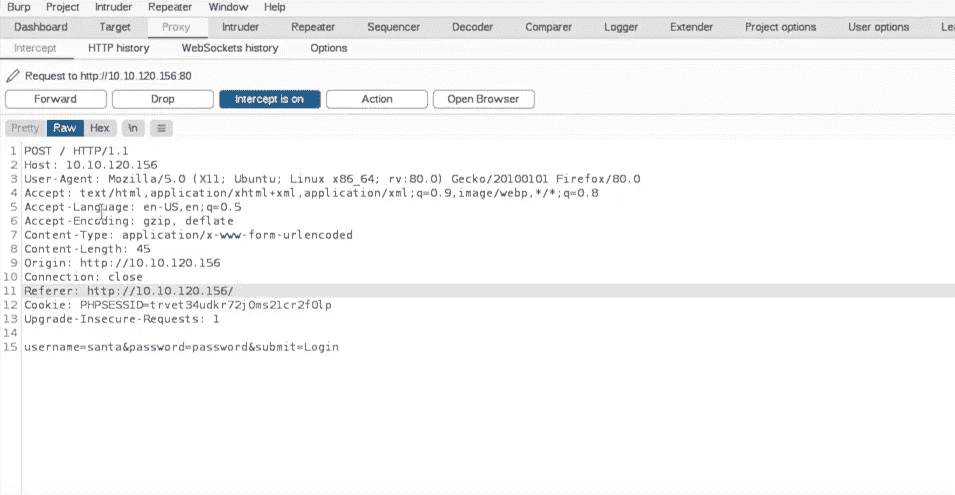 Burp Project Intruder Repeater Window Help
Dashboard Target Proxy Intruder Repeater Sequencer Decoder Comparer Logger Extender Project options User options Lea
Intercept HTTP history WebSockets history Options
Request to http://10.10.120.156:80
Forward Drop Intercept is on Action Open Browser
Pretty Raw Hex \n ≡
1 POST / HTTP/1.1
2 Host: 10.10.120.156
3 User-Agent: Mozilla/5.0 (X11; Ubuntu; Linux x86_64; rv:80.0) Gecko/20100101 Firefox/80.0
4 Accept: text/html,application/xhtml+xml,application/xml;q=0.9,image/webp,*/*;q=0.8
5 Accept-Language: en-US,en;q=0.5
6 Accept-Encoding: gzip, deflate
7 Content-Type: application/x-www-form-urlencoded
8 Content-Length: 45
9 Origin: http://10.10.120.156
10 Connection: close
11 Referer: http://10.10.120.156/
12 Cookie: PHPSESSID=trvet34udkr72j0ms21cr2f0lp
13 Upgrade-Insecure-Requests: 1
14
15 username=santa&password=password&submit=Login